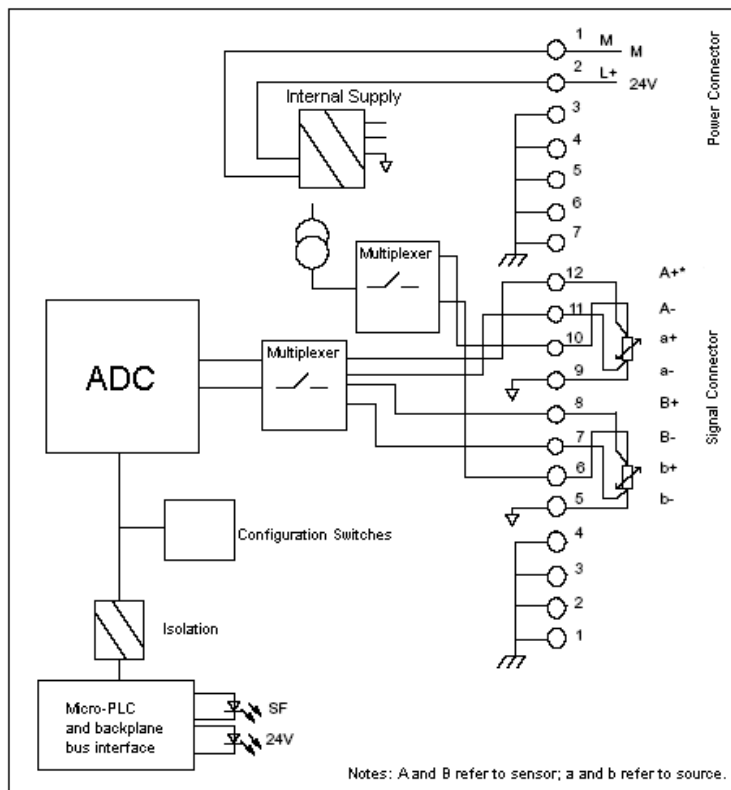 1 M M
2 L+ 24V
Internal Supply
3
4
5
6
7
Power Connector
Multiplexer
12 A+*
11 A-
10 a+
9 a-
8 B+
7 B-
6 b+
5 b-
Signal Connector
ADC
Multiplexer
Configuration Switches
4
3
2
1
Isolation
Micro-PLC
and backplane
bus interface
SF
24V
Notes: A and B refer to sensor; a and b refer to source.